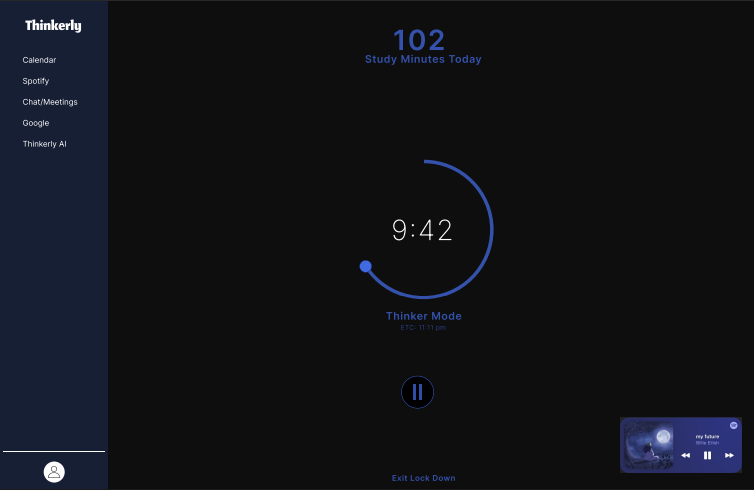 Thinkerly
Calendar
Spotify
Chat/Meetings
Google
Thinkerly AI
102
Study Minutes Today
9:42
Thinker Mode
ETC: 11:11 pm
my future
Billie Eilish
Exit Lock Down